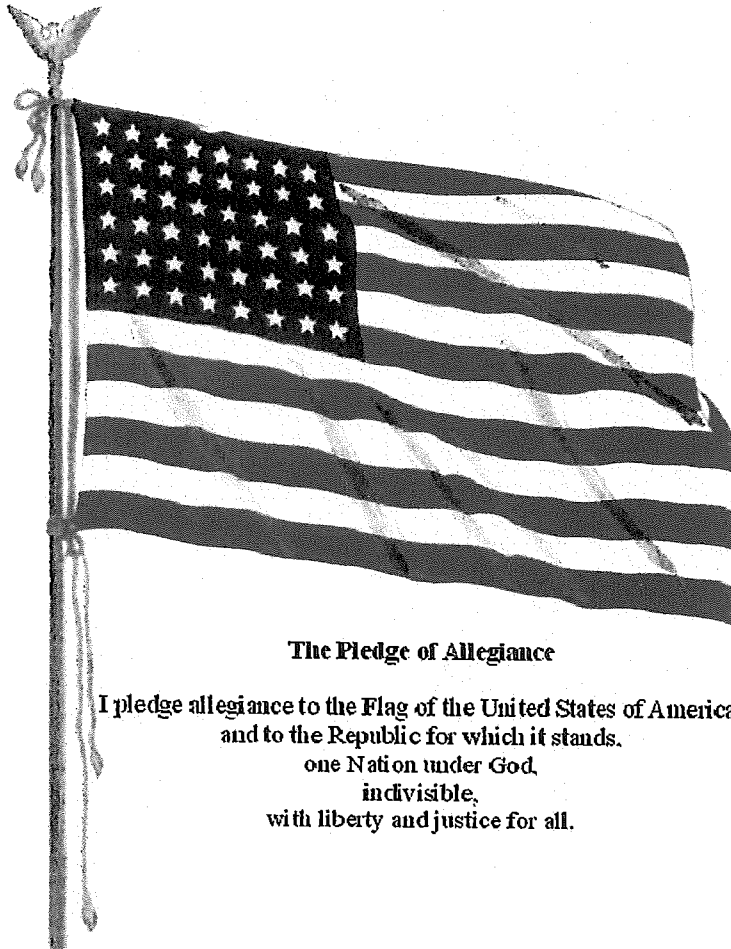 The Pledge of Allegiance
I pledge allegiance to the Flag of the United States of America
and to the Republic for which it stands.
one Nation under God,
indivisible,
with liberty and justice for all.